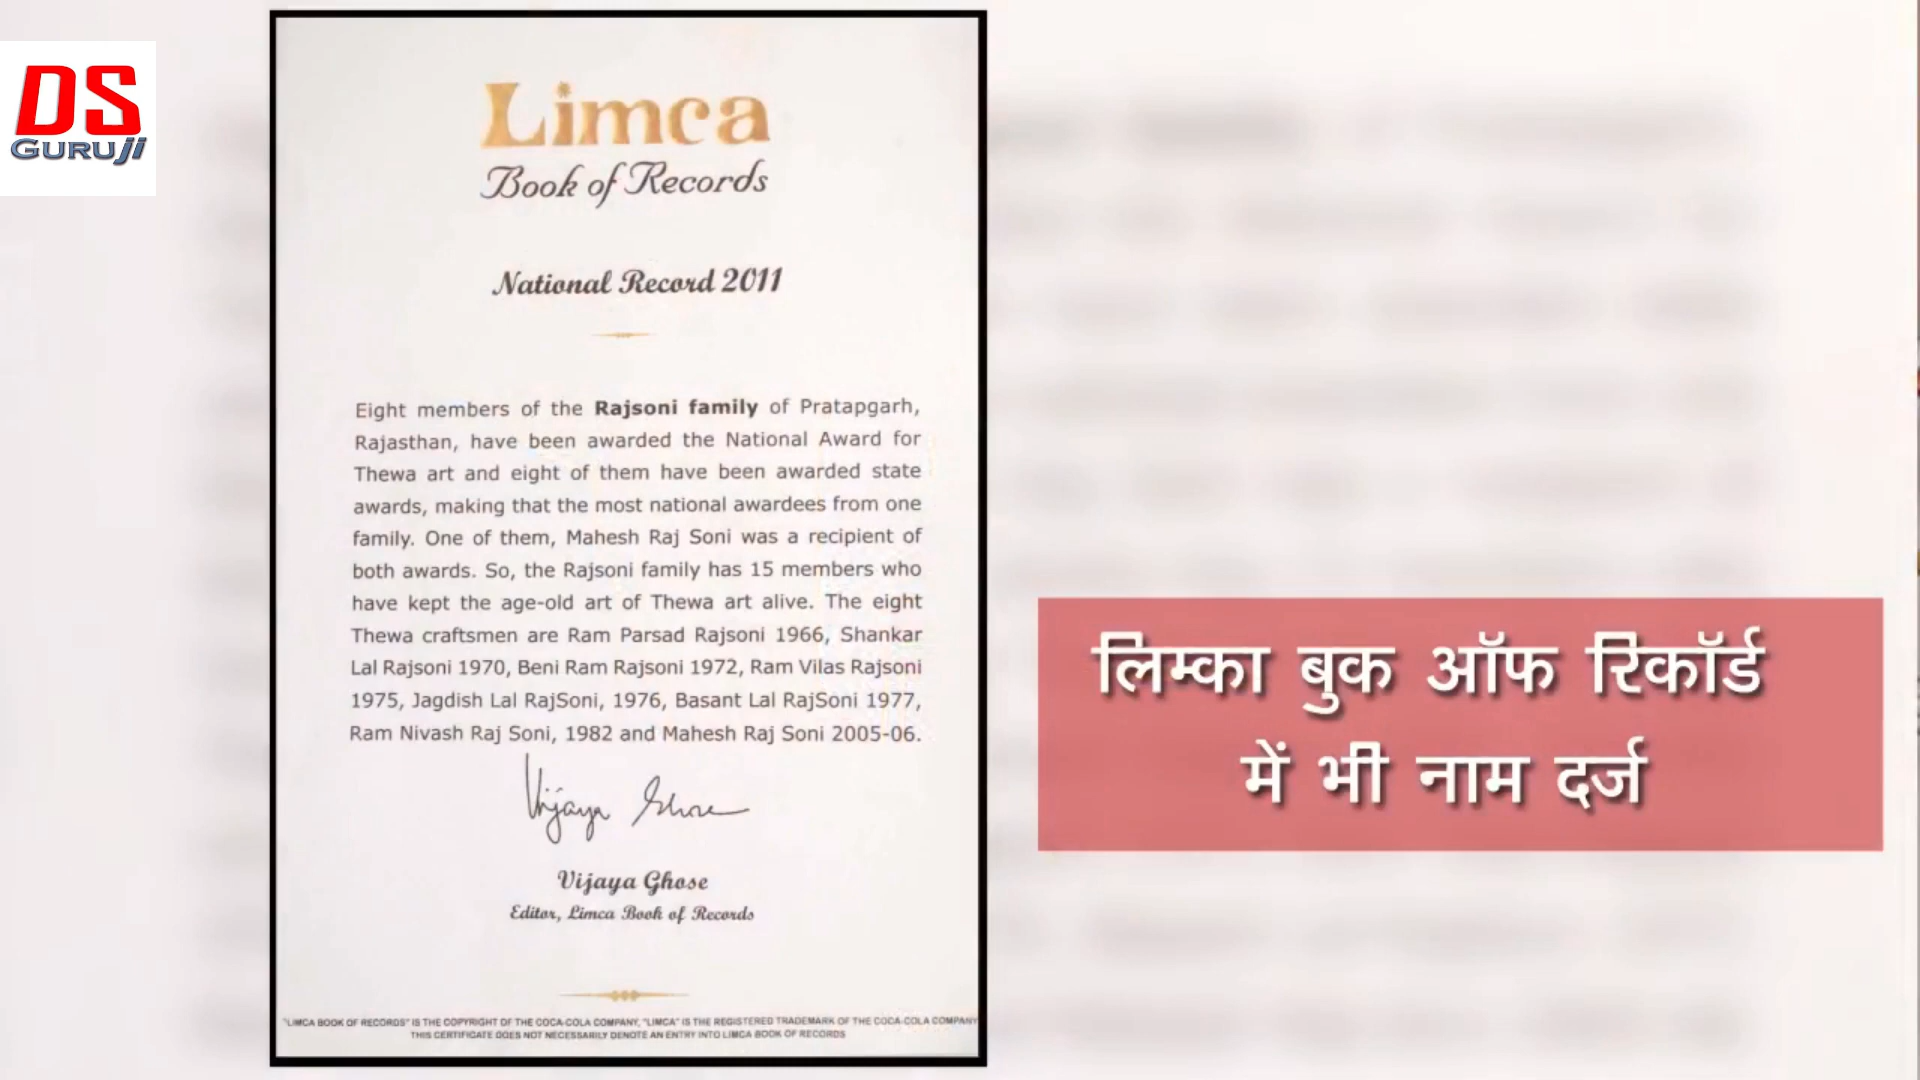 DS
GURUji
Limca
Book of Records
National Record 2011
Eight members of the Rajsoni family of Pratapgarh,
Rajasthan, have been awarded the National Award for
Thewa art and eight of them have been awarded state
awards, making that the most national awardees from one
family. One of them, Mahesh Raj Soni was a recipient of
both awards. So, the Rajsoni family has 15 members who
have kept the age-old art of Thewa art alive. The eight
Thewa craftsmen are Ram Parsad Rajsoni 1966, Shankar
Lal Rajsoni 1970, Beni Ram Rajsoni 1972, Ram Vilas Rajsoni
1975, Jagdish Lal RajSoni, 1976, Basant Lal RajSoni 1977,
Ram Nivash Raj Soni, 1982 and Mahesh Raj Soni 2005-06.
Vijaya Ghose
Vijaya Ghose
Editor, Limca Book of Records
"LIMCA BOOK OF RECORDS" IS THE COPYRIGHT OF THE COCA-COLA COMPANY, "LIMCA" IS THE REGISTERED TRADEMARK OF THE COCA-COLA COMPANY
THIS CERTIFICATE DOES NOT NECESSARILY DENOTE AN ENTRY INTO LIMCA BOOK OF RECORDS
लिम्का बुक ऑफ रिकॉर्ड
में भी नाम दर्ज